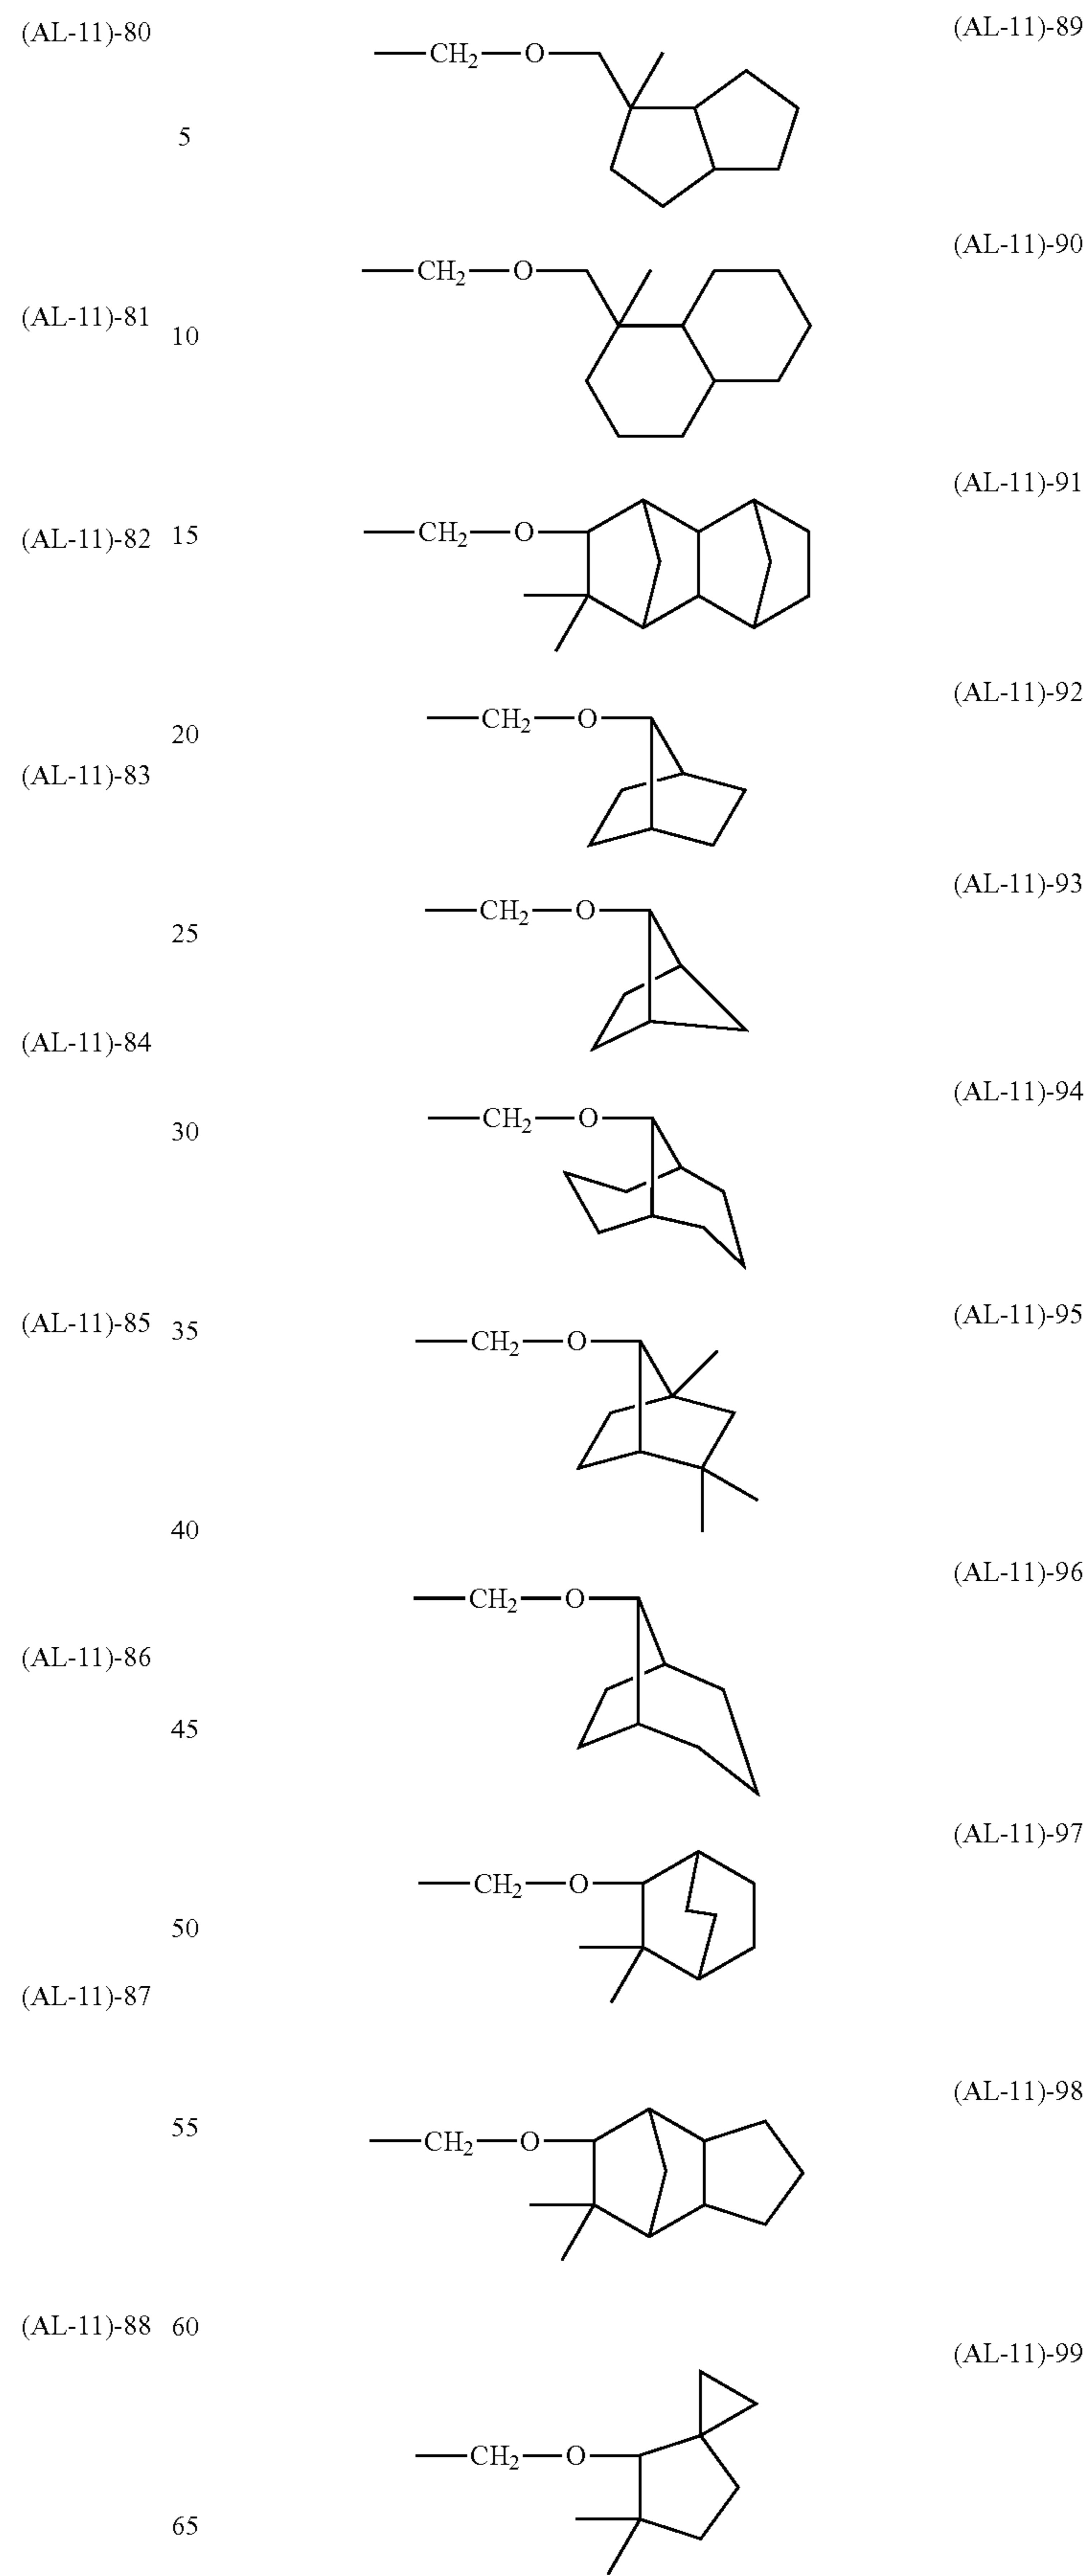 (AL-11)-80
(AL-11)-89
CH₂ O
5
(AL-11)-90
CH₂ O
(AL-11)-81
10
(AL-11)-91
CH₂ O
(AL-11)-82 15
(AL-11)-92
CH₂ O
20
(AL-11)-83
(AL-11)-93
CH₂ O
25
(AL-11)-84
(AL-11)-94
CH₂ O
30
(AL-11)-95
(AL-11)-85 35
CH₂ O
40
(AL-11)-96
CH₂ O
(AL-11)-86
45
(AL-11)-97
CH₂ O
50
(AL-11)-87
(AL-11)-98
55
CH₂ O
(AL-11)-88 60
(AL-11)-99
CH₂ O
65